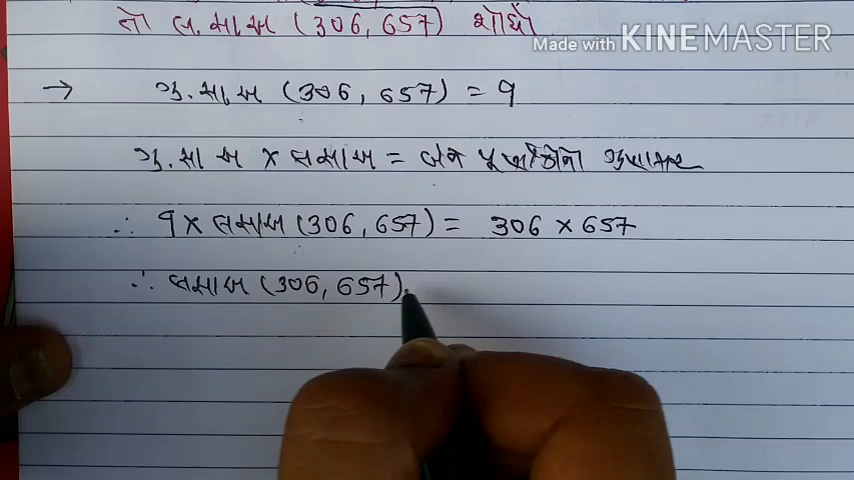 તો લ.સા.અ (306, 657) શોધો
Made with KINEMASTER
→ ગુ.સા.અ (306, 657) = 9
ગુ.સા અ × લસાઅ = બંને પૂર્ણાંકોનો ગુણાકાર
∴ 9 × લસાઅ (306, 657) = 306 × 657
∴ લસાઅ (306, 657)